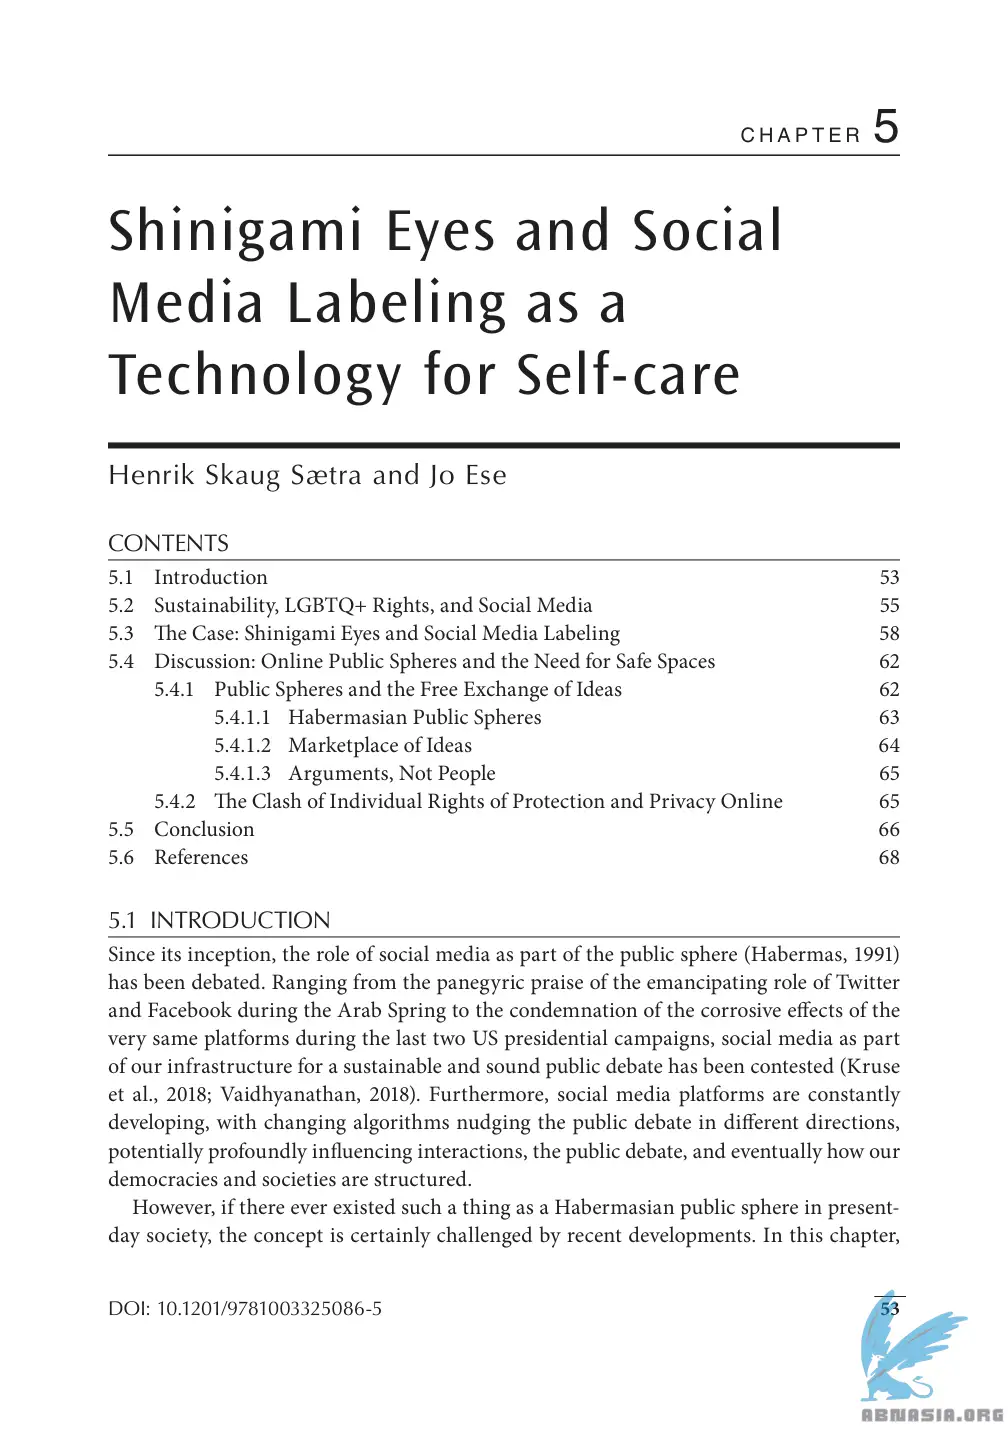 CHAPTER 5
Shinigami Eyes and Social
Media Labeling as a
Technology for Self-care
Henrik Skaug Sætra and Jo Ese
CONTENTS
5.1 Introduction 53
5.2 Sustainability, LGBTQ+ Rights, and Social Media 55
5.3 The Case: Shinigami Eyes and Social Media Labeling 58
5.4 Discussion: Online Public Spheres and the Need for Safe Spaces 62
5.4.1 Public Spheres and the Free Exchange of Ideas 62
5.4.1.1 Habermasian Public Spheres 63
5.4.1.2 Marketplace of Ideas 64
5.4.1.3 Arguments, Not People 65
5.4.2 The Clash of Individual Rights of Protection and Privacy Online 65
5.5 Conclusion 66
5.6 References 68
5.1 INTRODUCTION
Since its inception, the role of social media as part of the public sphere (Habermas, 1991)
has been debated. Ranging from the panegyric praise of the emancipating role of Twitter
and Facebook during the Arab Spring to the condemnation of the corrosive effects of the
very same platforms during the last two US presidential campaigns, social media as part
of our infrastructure for a sustainable and sound public debate has been contested (Kruse
et al., 2018; Vaidhyanathan, 2018). Furthermore, social media platforms are constantly
developing, with changing algorithms nudging the public debate in different directions,
potentially profoundly influencing interactions, the public debate, and eventually how our
democracies and societies are structured.
However, if there ever existed such a thing as a Habermasian public sphere in present-
day society, the concept is certainly challenged by recent developments. In this chapter,
DOI: 10.1201/9781003325086-5 53
ABNASIA.ORG